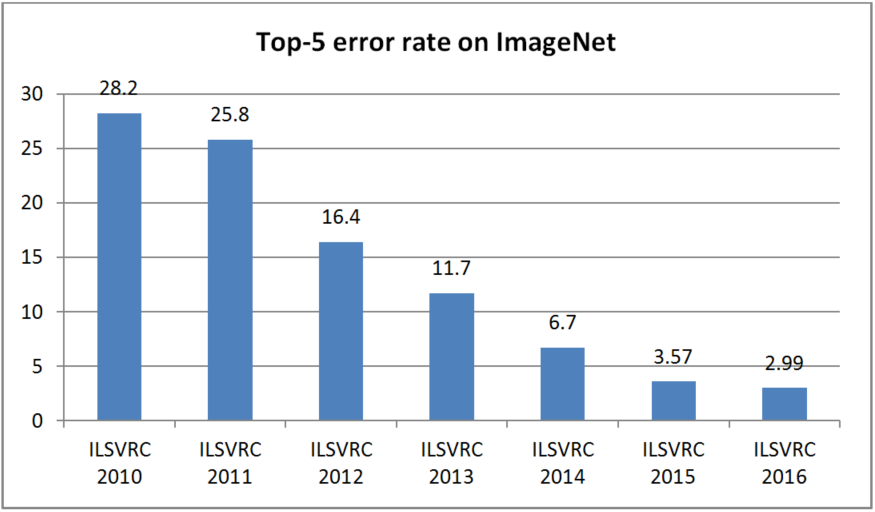 Top-5 error rate on ImageNet
30
25
20
15
10
5
0
28.2
25.8
16.4
11.7
6.7
3.57
2.99
ILSVRC 2010
ILSVRC 2011
ILSVRC 2012
ILSVRC 2013
ILSVRC 2014
ILSVRC 2015
ILSVRC 2016